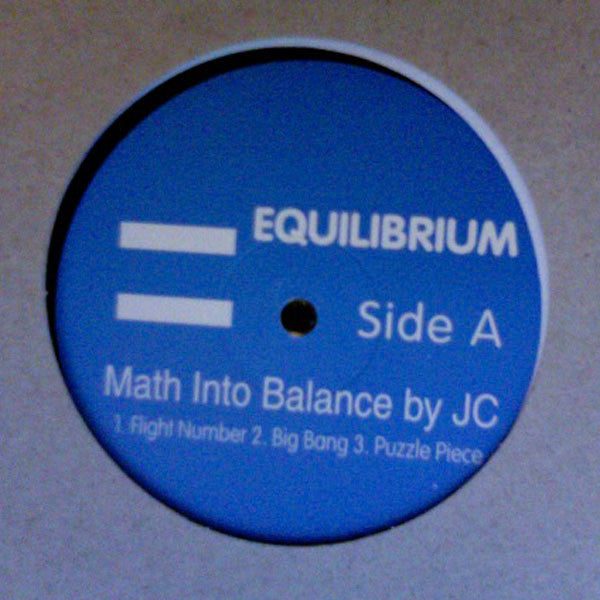 EQUILIBRIUM
Side A
Math Into Balance by JC
1. Flight Number 2. Big Bang 3. Puzzle Piece